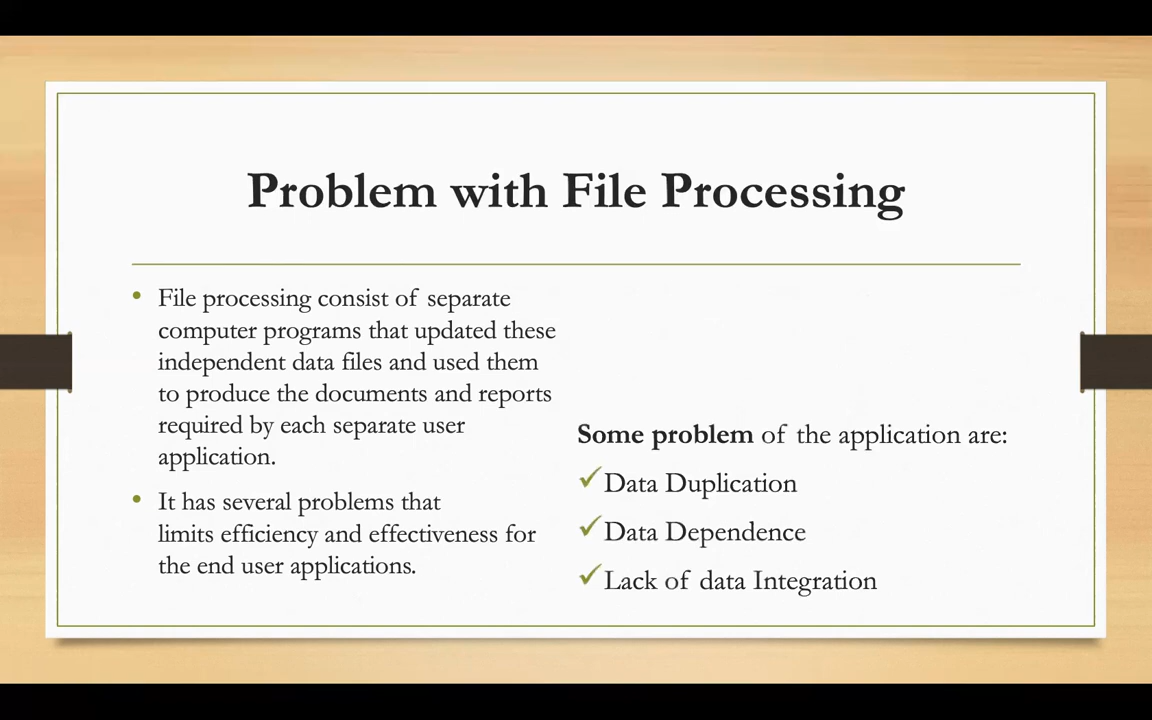 Problem with File Processing
File processing consist of separate
computer programs that updated these
independent data files and used them
to produce the documents and reports
required by each separate user
application.
It has several problems that
limits efficiency and effectiveness for
the end user applications.
Some problem of the application are:
Data Duplication
Data Dependence
Lack of data Integration